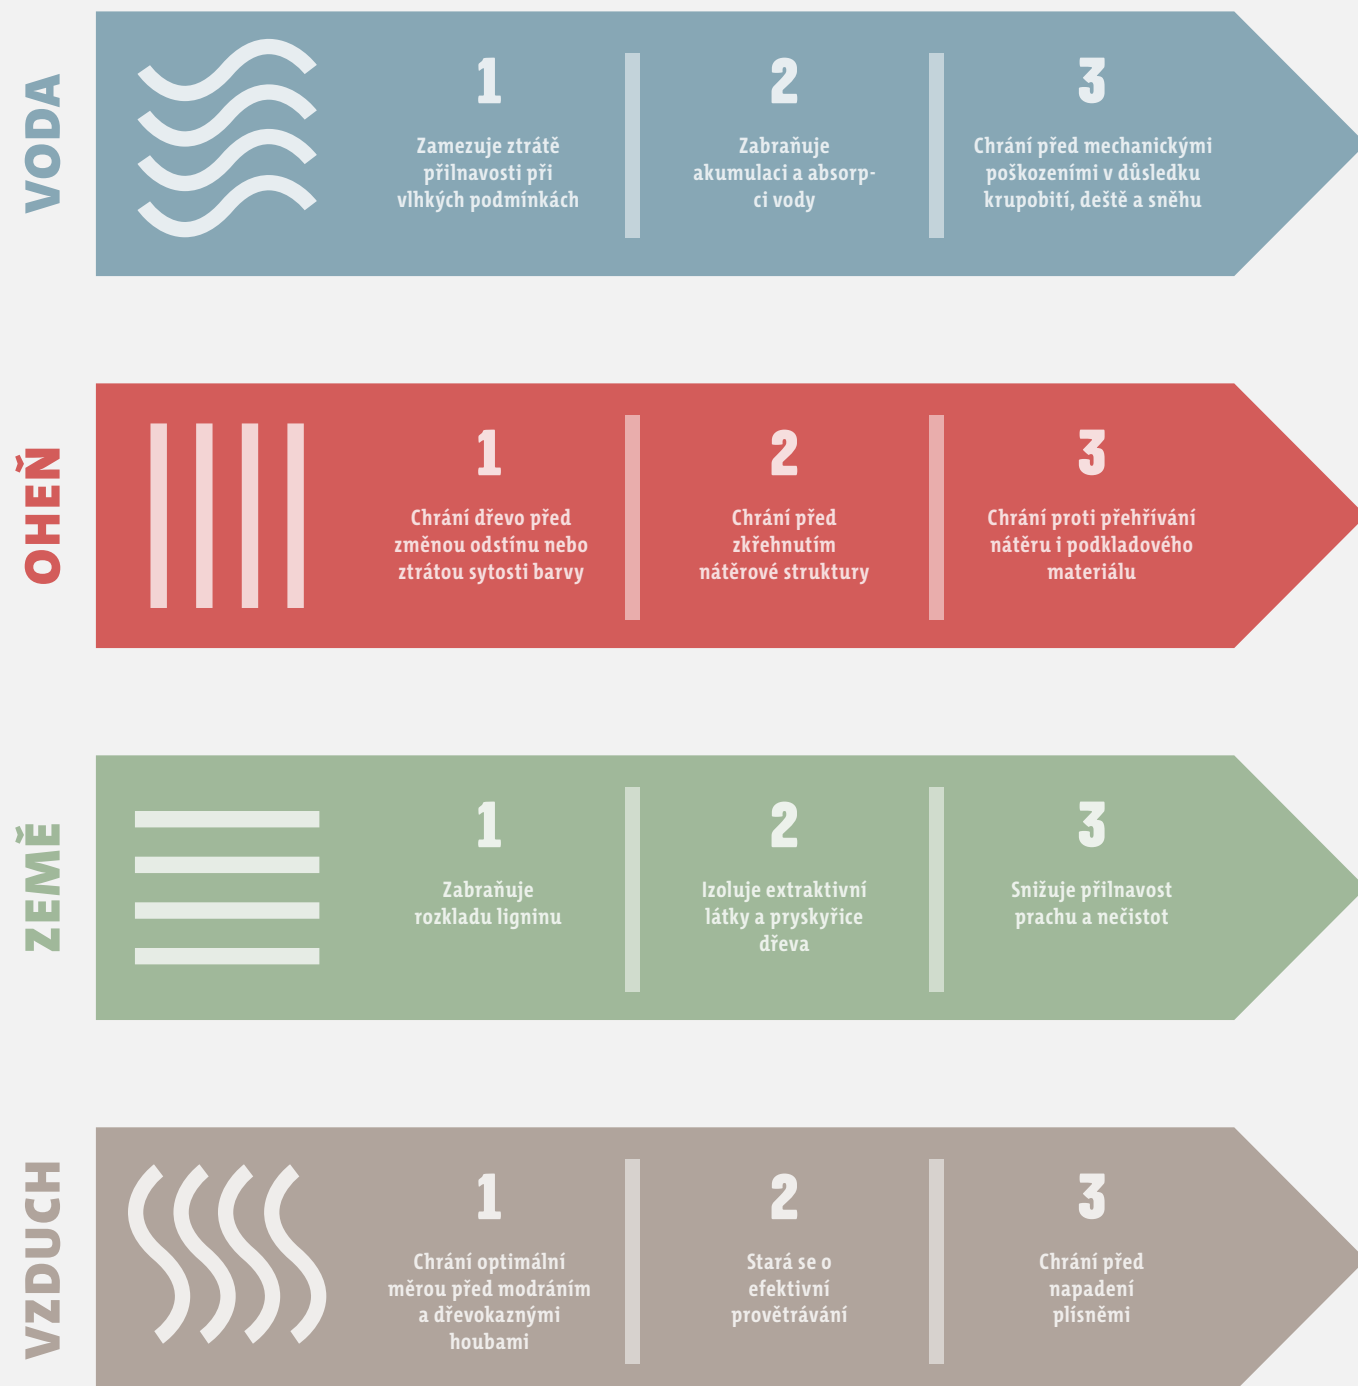 VODA
1
Zamezuje ztrátě
přilnavosti při
vlhkých podmínkách
2
Zabraňuje
akumulaci a absorp-
ci vody
3
Chrání před mechanickými
poškozeními v důsledku
krupobití, deště a sněhu
OHEŇ
1
Chrání dřevo před
změnou odstínu nebo
ztrátou sytosti barvy
2
Chrání před
zkřehnutím
nátěrové struktury
3
Chrání proti přehřívání
nátěru i podkladového
materiálu
ZEMĚ
1
Zabraňuje
rozkladu ligninu
2
Izoluje extraktivní
látky a pryskyřice
dřeva
3
Snižuje přilnavost
prachu a nečistot
VZDUCH
1
Chrání optimální
měrou před modráním
a dřevokaznými
houbami
2
Stará se o
efektivní
provětrávání
3
Chrání před
napadení
plísněmi